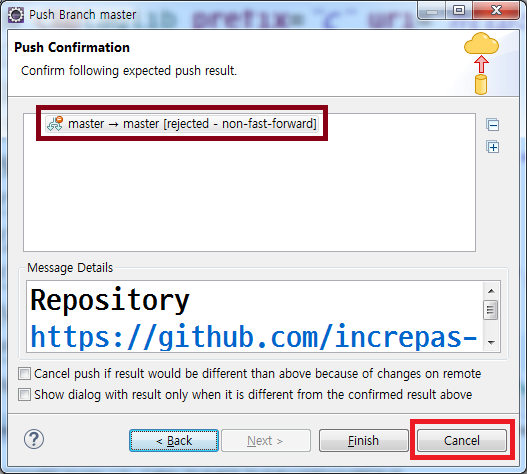 Push Branch master
Push Confirmation
Confirm following expected push result.
master → master [rejected - non-fast-forward]
Message Details
Repository
https://github.com/increpas-
Cancel push if result would be different than above because of changes on remote
Show dialog with result only when it is different from the confirmed result above
< Back
Next >
Finish
Cancel